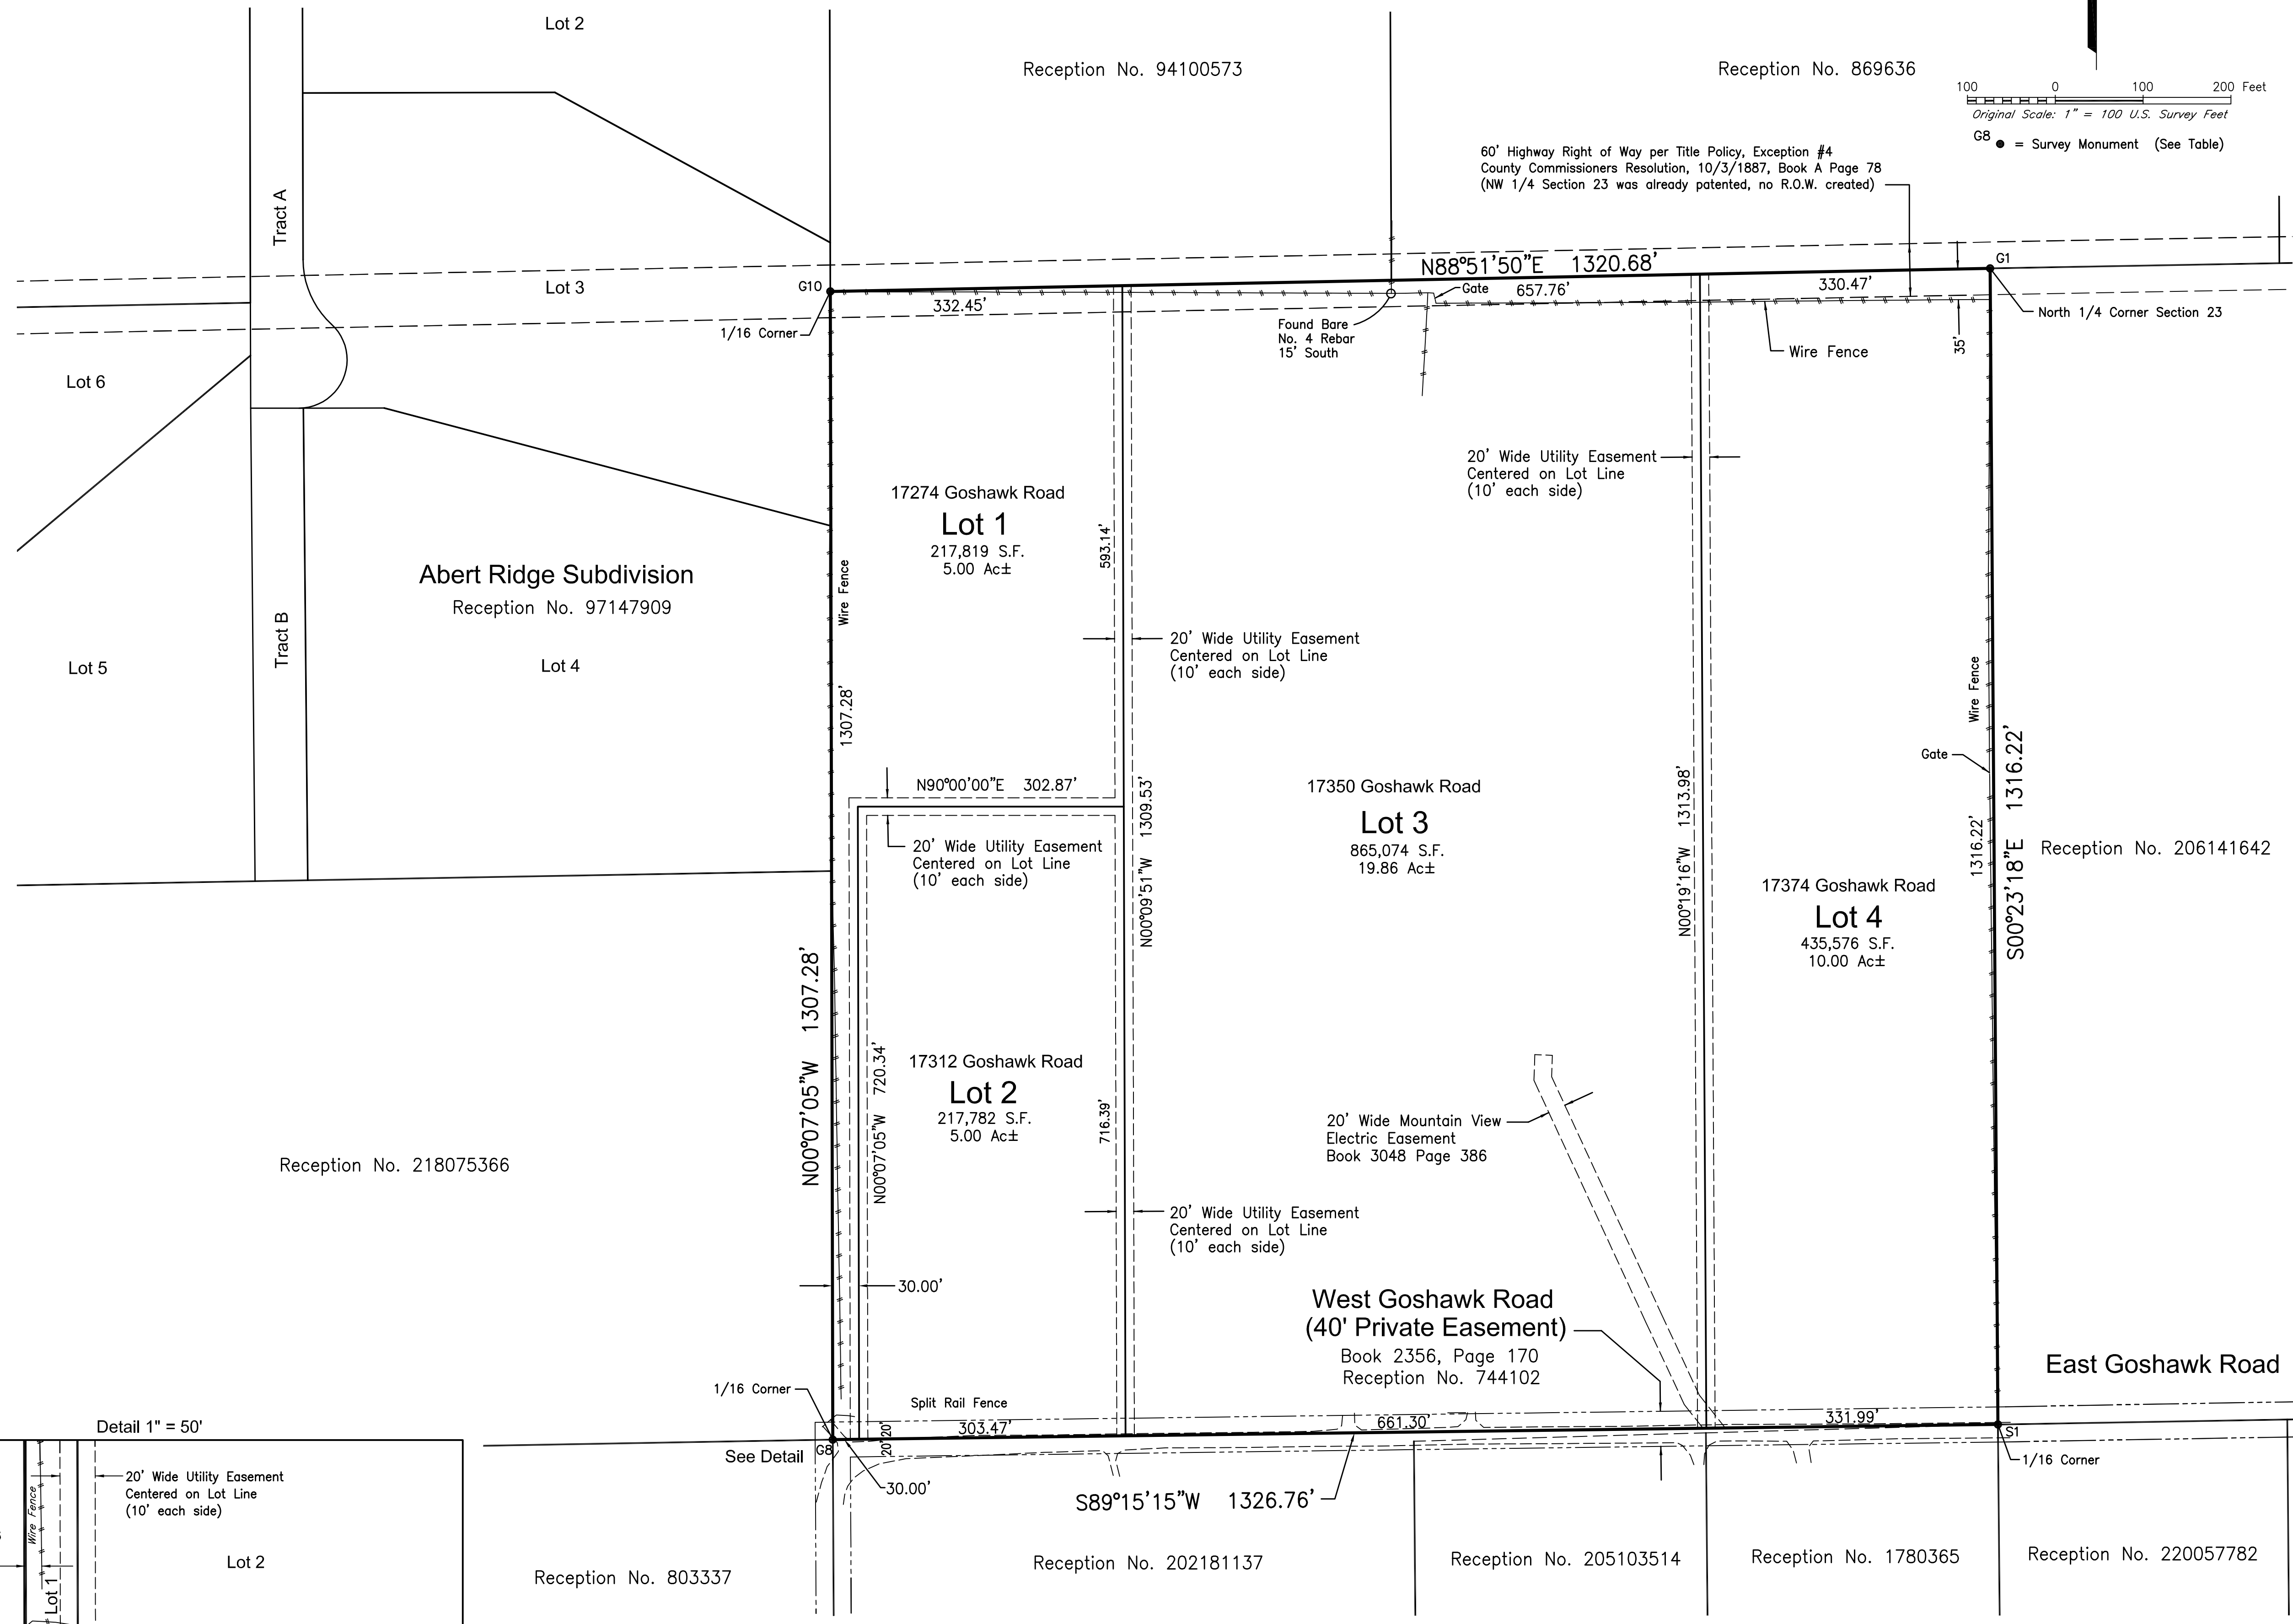 Lot 2
Reception No. 94100573
Reception No. 869636
100 0 100 200 Feet
Original Scale: 1" = 100 U.S. Survey Feet
G8 = Survey Monument (See Table)
60' Highway Right of Way per Title Policy, Exception #4
County Commissioners Resolution, 10/3/1887, Book A Page 78
(NW 1/4 Section 23 was already patented, no R.O.W. created)
Tract A
Lot 3
G10
N88°51'50"E 1320.68'
G1
332.45'
Gate
657.76'
330.47'
1/16 Corner
Found Bare
No. 4 Rebar
15' South
Wire Fence
35'
North 1/4 Corner Section 23
Lot 6
20' Wide Utility Easement
Centered on Lot Line
(10' each side)
17274 Goshawk Road
Lot 1
217,819 S.F.
5.00 Ac±
593.14'
Abert Ridge Subdivision
Reception No. 97147909
Wire Fence
Tract B
Lot 5
Lot 4
1307.28'
20' Wide Utility Easement
Centered on Lot Line
(10' each side)
Wire Fence
Gate
N90°00'00"E 302.87'
20' Wide Utility Easement
Centered on Lot Line
(10' each side)
N00°09'51"W 1309.53'
17350 Goshawk Road
Lot 3
865,074 S.F.
19.86 Ac±
N00°19'16"W 1313.98'
1316.22'
S00°23'18"E 1316.22'
Reception No. 206141642
17374 Goshawk Road
Lot 4
435,576 S.F.
10.00 Ac±
N00°07'05"W 1307.28'
N00°07'05"W 720.34'
17312 Goshawk Road
Lot 2
217,782 S.F.
5.00 Ac±
716.39'
20' Wide Mountain View
Electric Easement
Book 3048 Page 386
Reception No. 218075366
20' Wide Utility Easement
Centered on Lot Line
(10' each side)
30.00'
West Goshawk Road
(40' Private Easement)
Book 2356, Page 170
Reception No. 744102
East Goshawk Road
1/16 Corner
Split Rail Fence
303.47'
661.30'
331.99'
20'
20'
G8
S1
See Detail
1/16 Corner
30.00'
S89°15'15"W 1326.76'
Detail 1" = 50'
20' Wide Utility Easement
Centered on Lot Line
(10' each side)
Wire Fence
Lot 1
Lot 2
Reception No. 803337
Reception No. 202181137
Reception No. 205103514
Reception No. 1780365
Reception No. 220057782